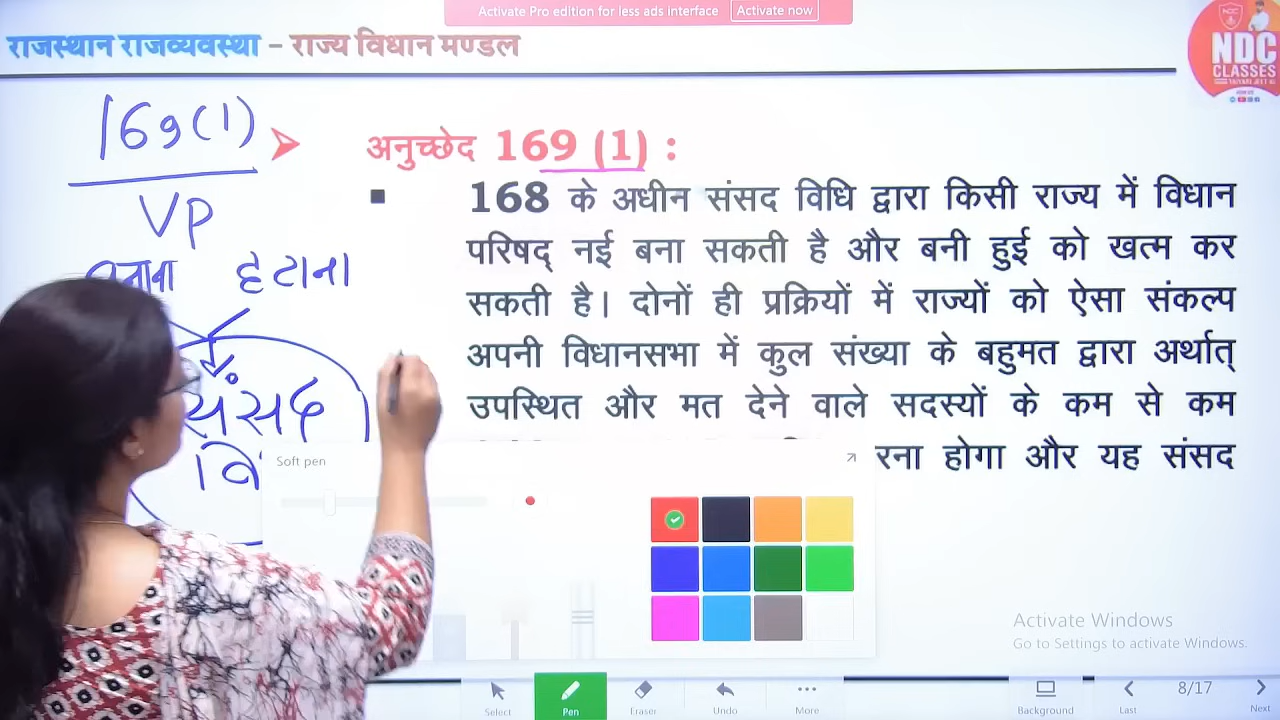 Activate Pro edition for less ads interface Activate now
राजस्थान राजव्यवस्था – राज्य विधान मण्डल
NDC
CLASSES
169(1)
VP
हटाना
संसद
वि
अनुच्छेद 169 (1) :
168 के अधीन संसद विधि द्वारा किसी राज्य में विधान
परिषद् नई बना सकती है और बनी हुई को खत्म कर
सकती है। दोनों ही प्रक्रियों में राज्यों को ऐसा संकल्प
अपनी विधानसभा में कुल संख्या के बहुमत द्वारा अर्थात्
उपस्थित और मत देने वाले सदस्यों के कम से कम
रना होगा और यह संसद
Soft pen
Activate Windows
Go to Settings to activate Windows.
Select Pen Eraser Undo More Background Last 8/17 Next